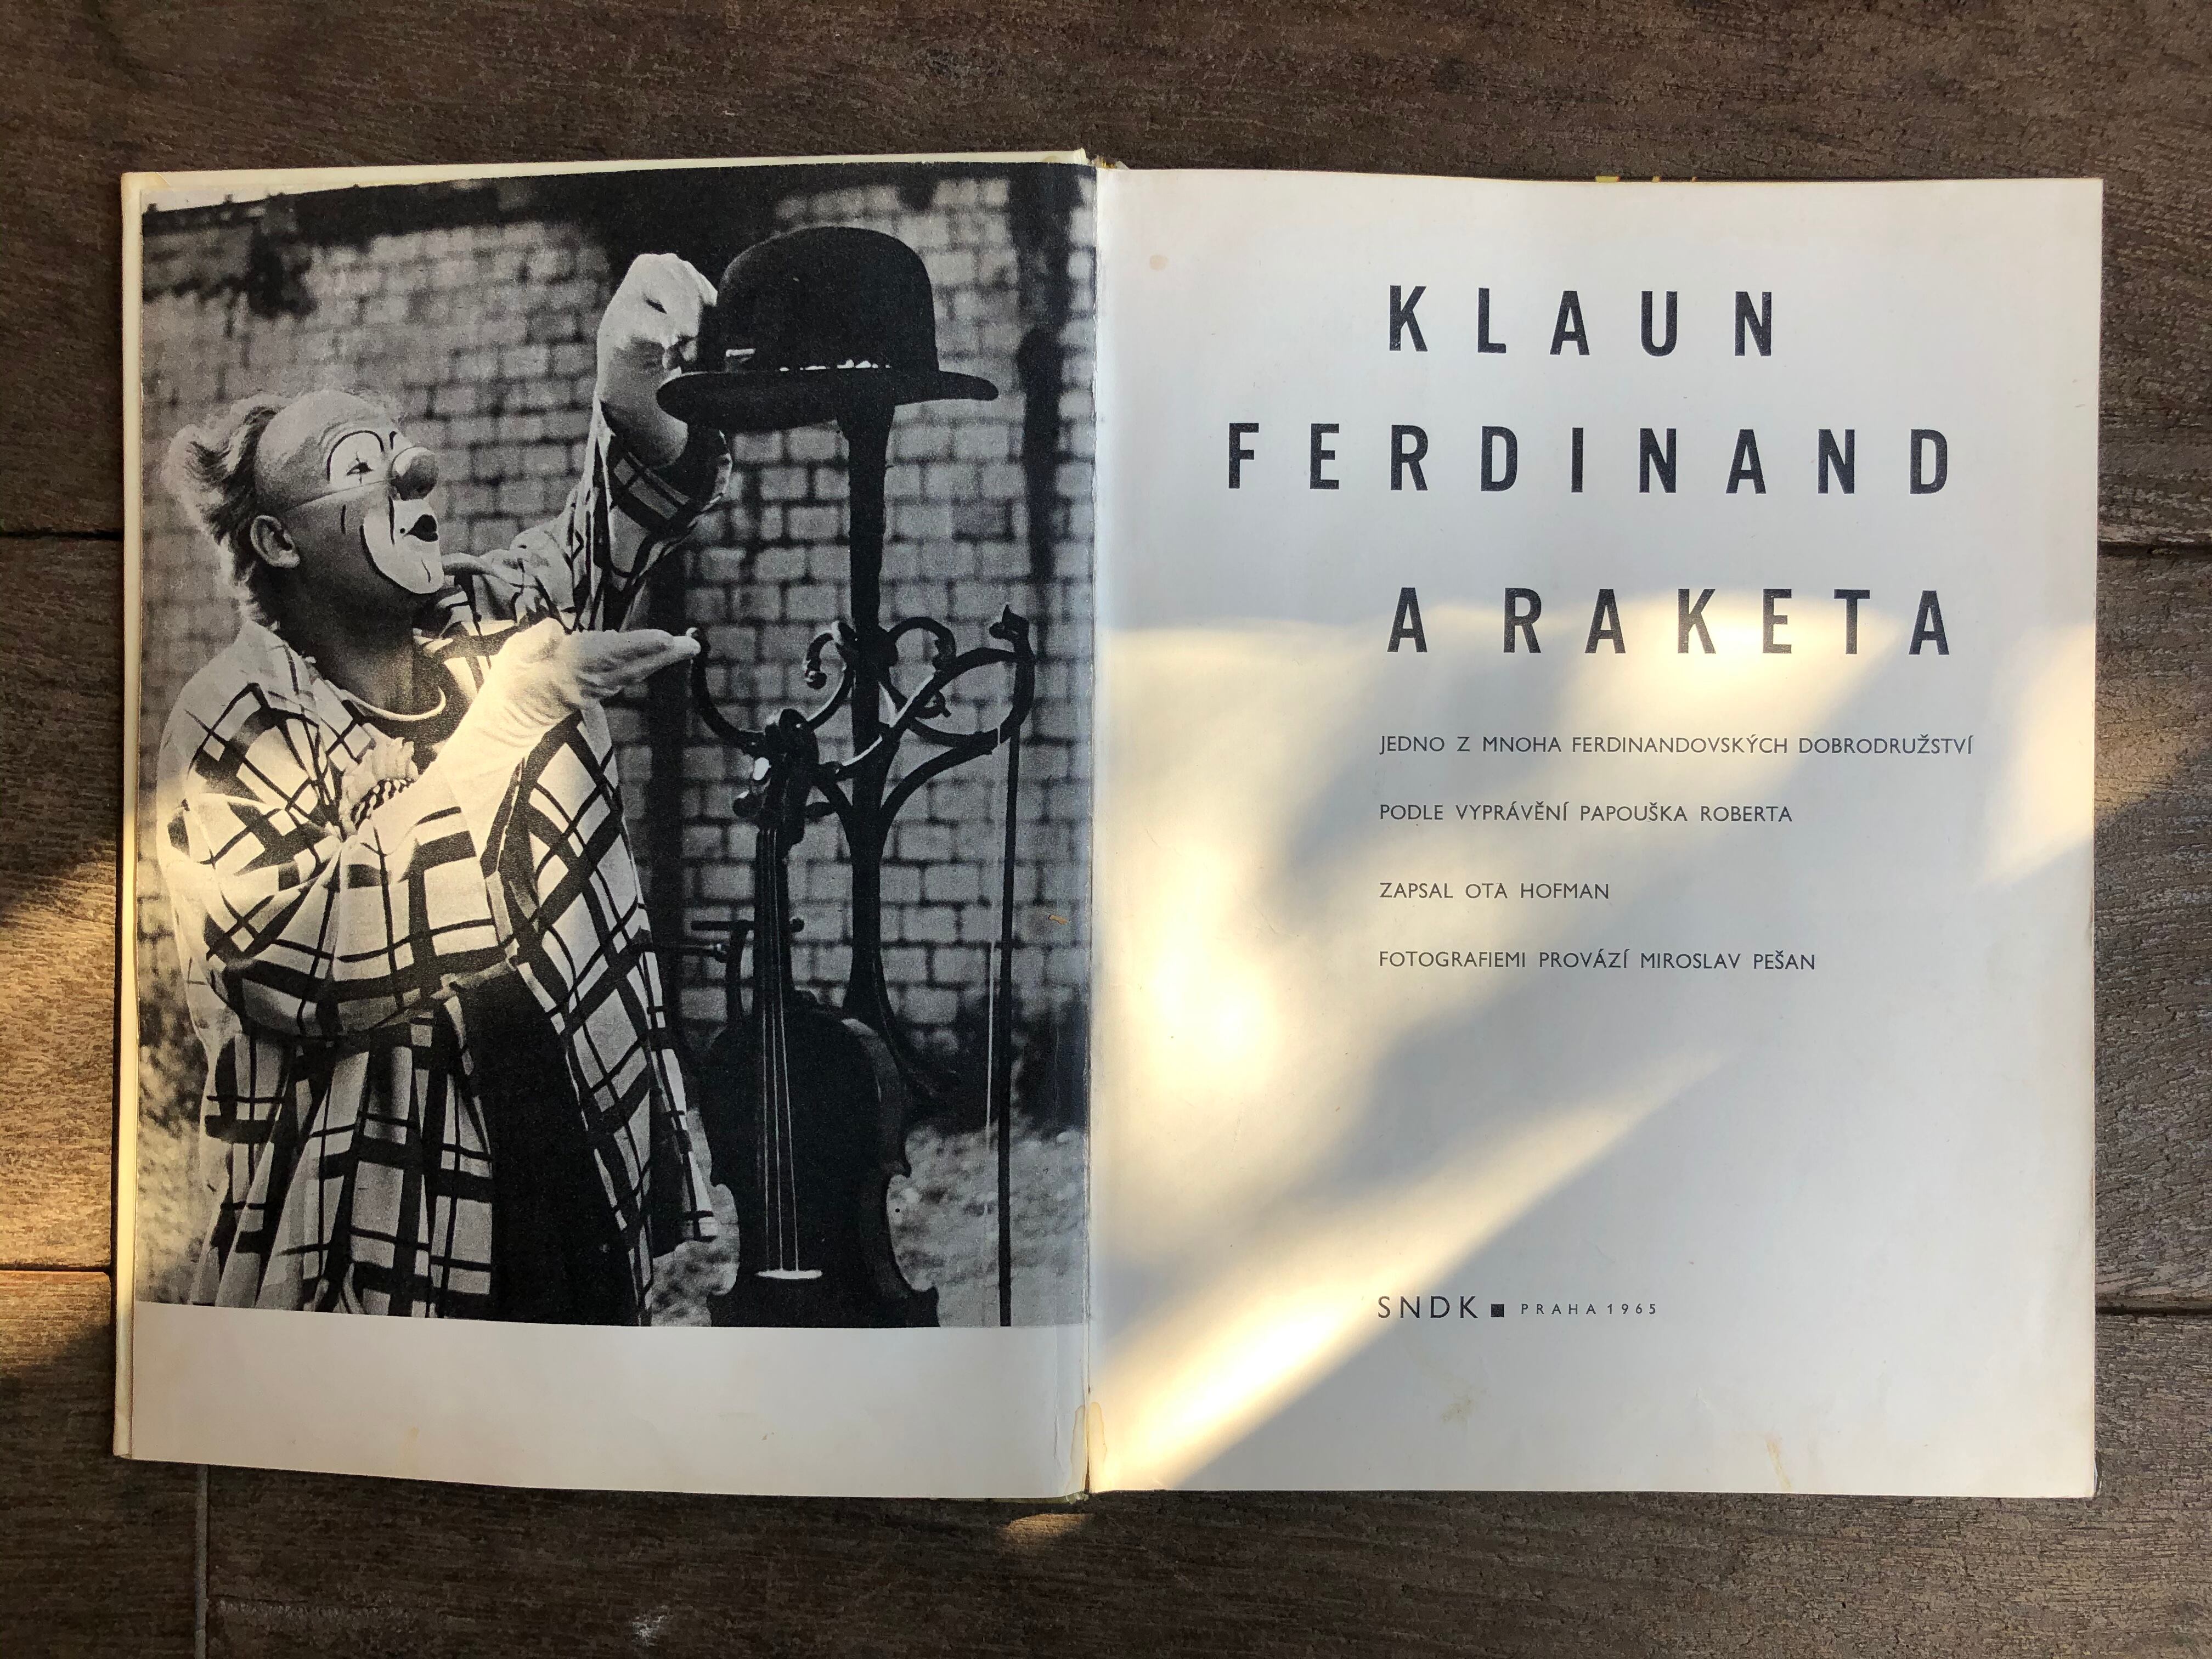 KLAUN
FERDINAND
A RAKETA
JEDNO Z MNOHA FERDINANDOVSKÝCH DOBRODRUŽSTVÍ
PODLE VYPRÁVĚNÍ PAPOUŠKA ROBERTA
ZAPSAL OTA HOFMAN
FOTOGRAFIEMI PROVÁZÍ MIROSLAV PEŠAN
SNDK ■ PRAHA 1965